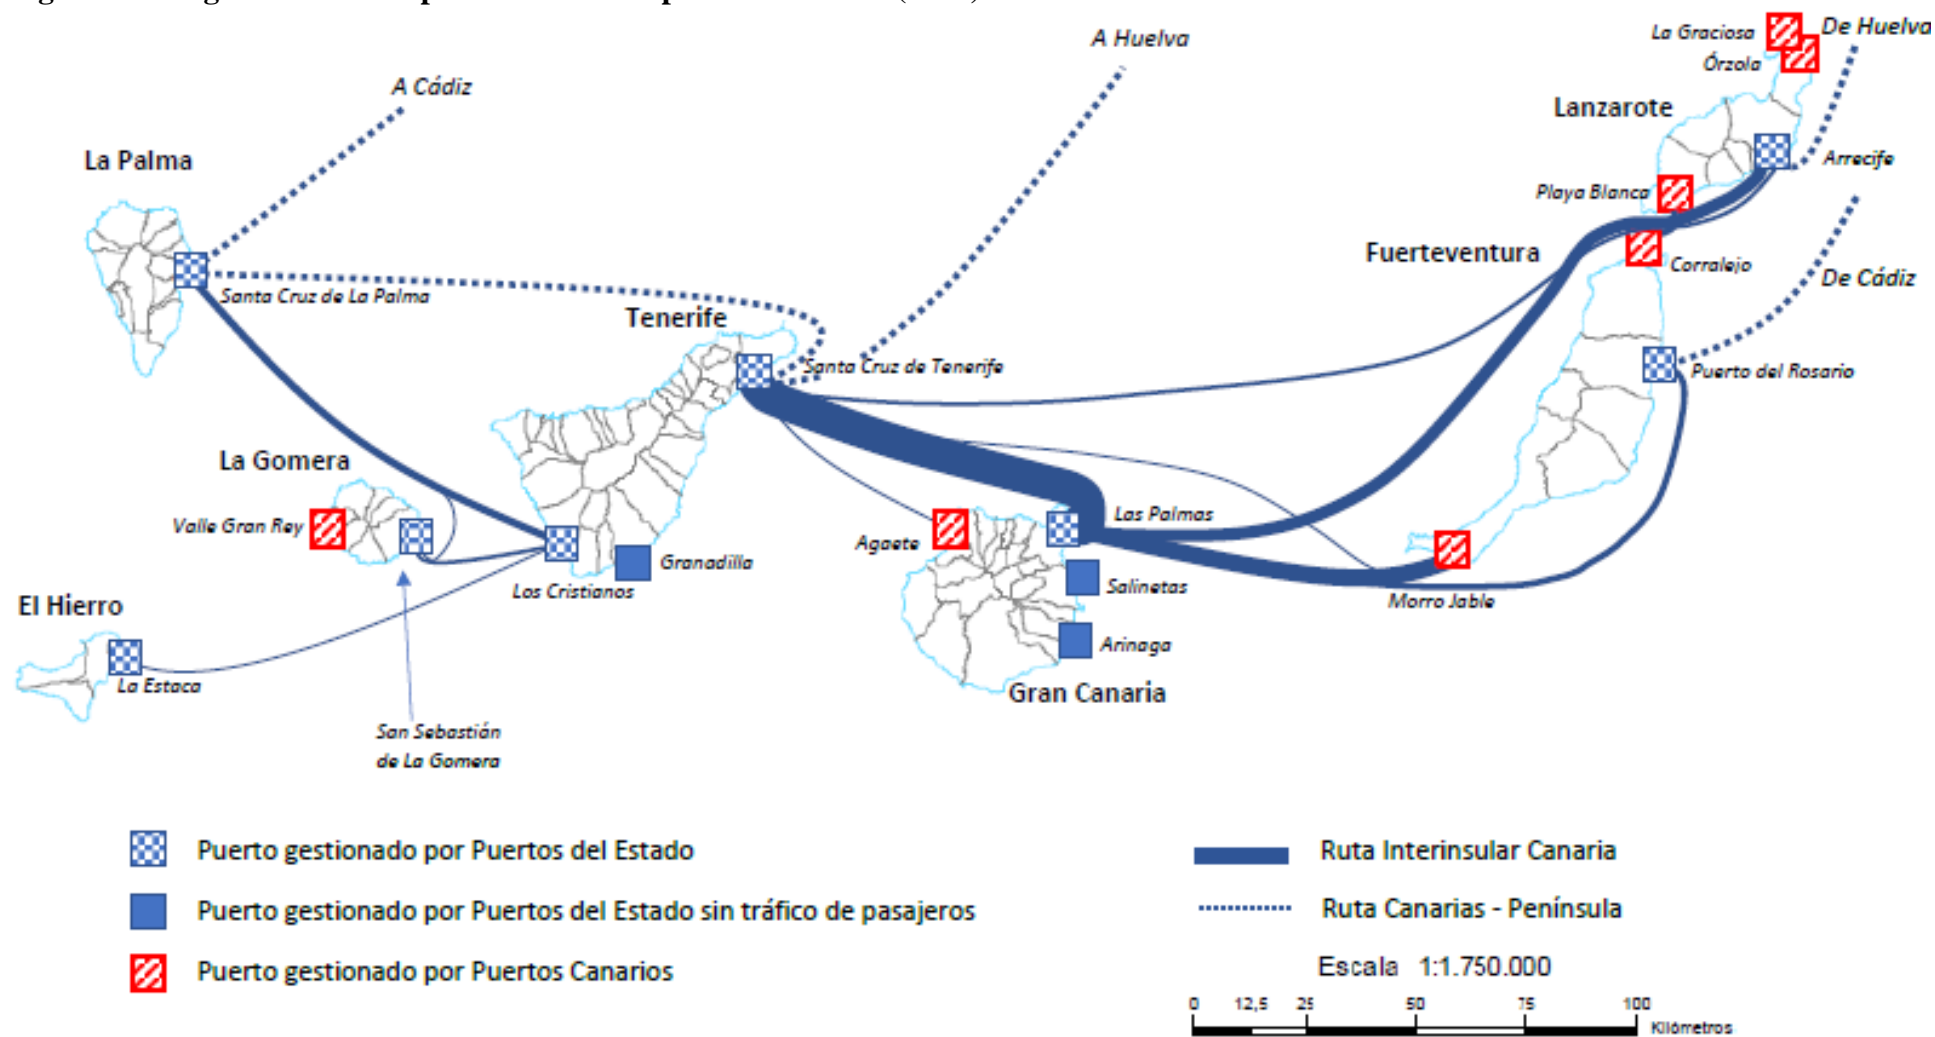 A Huelva
La Graciosa
De Huelva
Órzola
A Cádiz
Lanzarote
La Palma
Arrecife
Playa Blanca
Fuerteventura
Corralejo
De Cádiz
Santa Cruz de La Palma
Tenerife
Santa Cruz de Tenerife
Puerto del Rosario
La Gomera
Valle Gran Rey
Las Palmas
Agaete
Granadilla
Los Cristianos
Salinetas
Morro Jable
El Hierro
Arinaga
La Estaca
Gran Canaria
San Sebastián
de La Gomera
Puerto gestionado por Puertos del Estado
Puerto gestionado por Puertos del Estado sin tráfico de pasajeros
Puerto gestionado por Puertos Canarios
Ruta Interinsular Canaria
Ruta Canarias - Península
Escala 1:1.750.000
0 12,5 25 50 75 100
Kilómetros